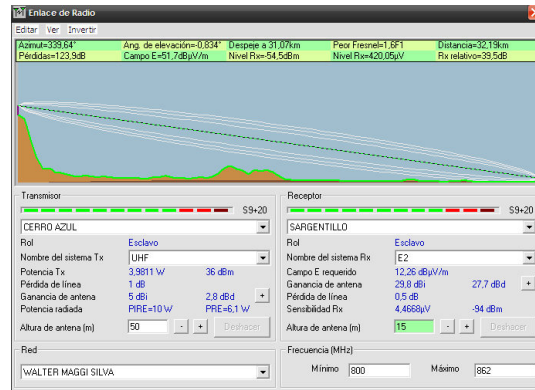 Enlace de Radio
Editar Ver Invertir
Azimut=339,64° Ang. de elevación=-0,834° Despeje a 31,07km Peor Fresnel=1,6F1 Distancia=32,19km
Pérdidas=123,9dB Campo E=51,7dBµV/m Nivel Rx=-54,5dBm Nivel Rx=420,05µV Rx relativo=39,5dB
Transmisor
S9+20
CERRO AZUL
Rol Esclavo
Nombre del sistema Tx UHF
Potencia Tx 3,9811 W 36 dBm
Pérdida de línea 1 dB
Ganancia de antena 5 dBi 2,8 dBd +
Potencia radiada PIRE=10 W PRE=6,1 W
Altura de antena (m) 50 - + Deshacer
Red
WALTER MAGGI SILVA
Receptor
S9+20
SARGENTILLO
Rol Esclavo
Nombre del sistema Rx E2
Campo E requerido 12,26 dBµV/m
Ganancia de antena 29,8 dBi 27,7 dBd +
Pérdida de línea 0,5 dB
Sensibilidad Rx 4,4668µV -94 dBm
Altura de antena (m) 15 - + Deshacer
Frecuencia (MHz)
Mínimo 800 Máximo 862